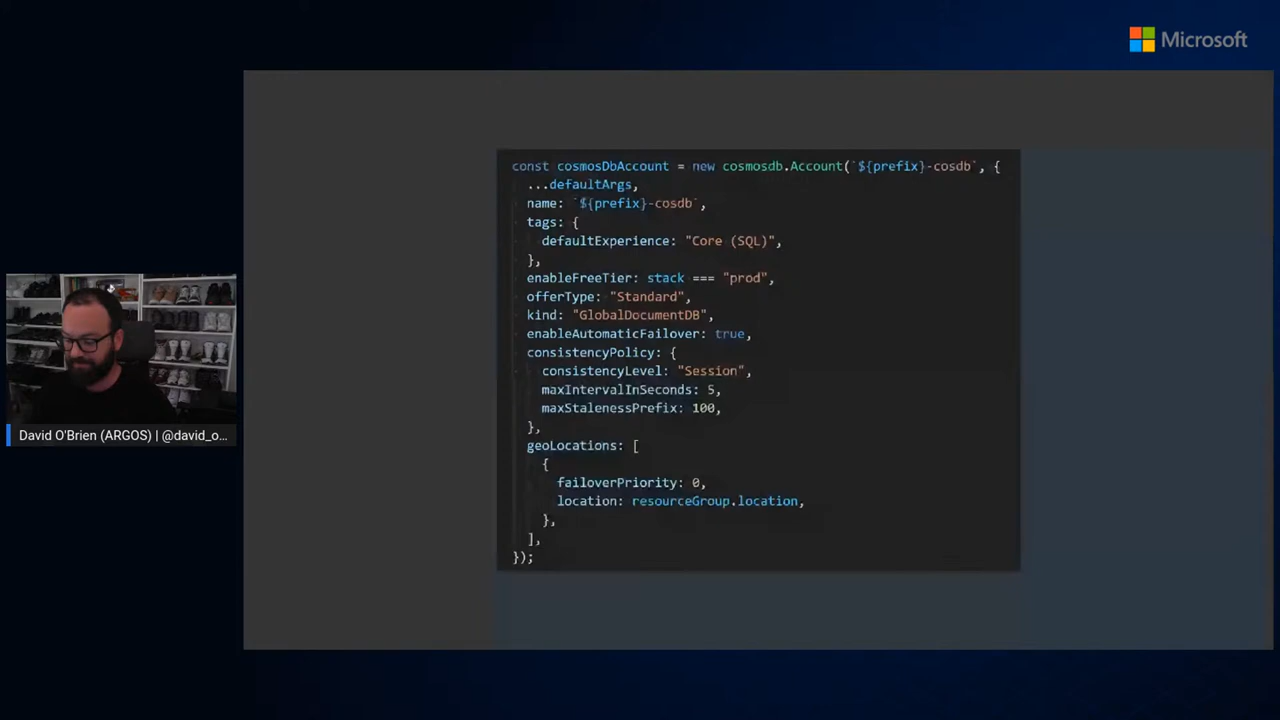 Microsoft
const cosmosDbAccount = new cosmosdb.Account(`${prefix}-cosdb`, {
...defaultArgs,
name: `${prefix}-cosdb`,
tags: {
defaultExperience: "Core (SQL)",
},
enableFreeTier: stack === "prod",
offerType: "Standard",
kind: "GlobalDocumentDB",
enableAutomaticFailover: true,
consistencyPolicy: {
consistencyLevel: "Session",
maxIntervalInSeconds: 5,
maxStalenessPrefix: 100,
},
geoLocations: [
{
failoverPriority: 0,
location: resourceGroup.location,
},
],
});
David O'Brien (ARGOS) | @david_o...